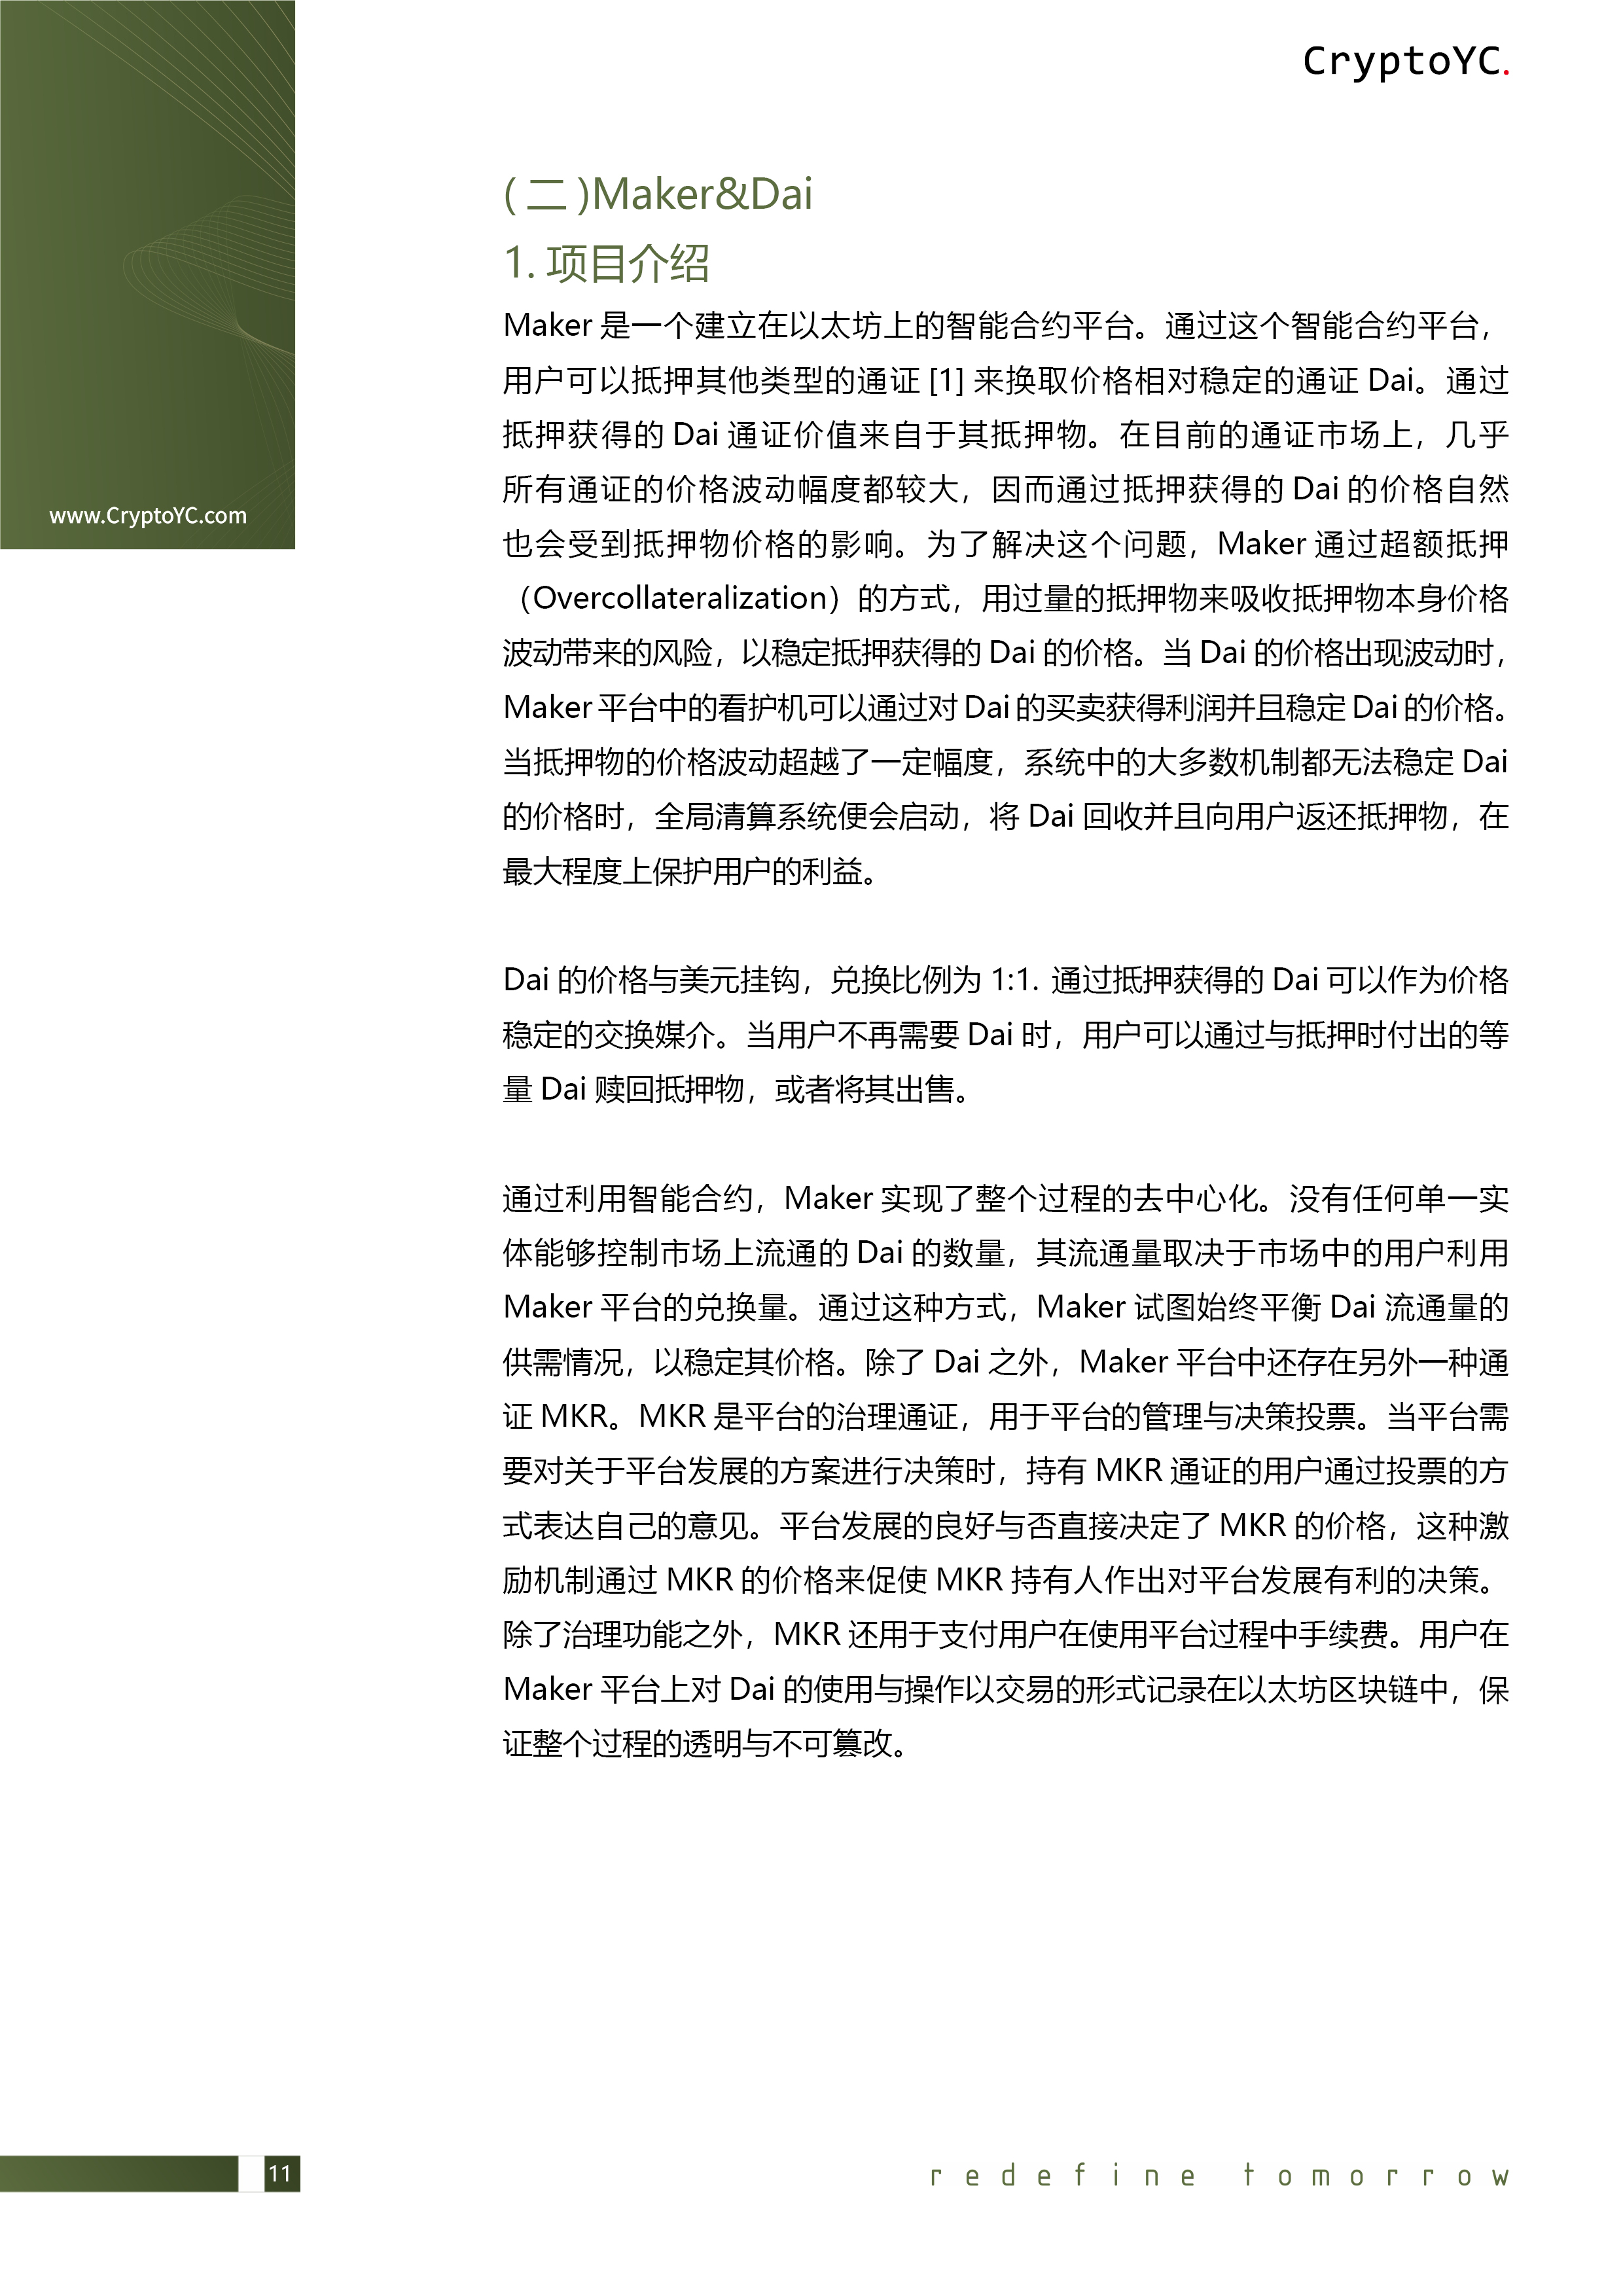 CryptoYC.
www.CryptoYC.com
( 二 )Maker&Dai
1. 项目介绍
Maker 是一个建立在以太坊上的智能合约平台。通过这个智能合约平台，
用户可以抵押其他类型的通证 [1] 来换取价格相对稳定的通证 Dai。通过
抵押获得的 Dai 通证价值来自于其抵押物。在目前的通证市场上，几乎
所有通证的价格波动幅度都较大，因而通过抵押获得的 Dai 的价格自然
也会受到抵押物价格的影响。为了解决这个问题，Maker 通过超额抵押
（Overcollateralization）的方式，用过量的抵押物来吸收抵押物本身价格
波动带来的风险，以稳定抵押获得的 Dai 的价格。当 Dai 的价格出现波动时，
Maker 平台中的看护机可以通过对 Dai 的买卖获得利润并且稳定 Dai 的价格。
当抵押物的价格波动超越了一定幅度，系统中的大多数机制都无法稳定 Dai
的价格时，全局清算系统便会启动，将 Dai 回收并且向用户返还抵押物，在
最大程度上保护用户的利益。
Dai 的价格与美元挂钩，兑换比例为 1:1. 通过抵押获得的 Dai 可以作为价格
稳定的交换媒介。当用户不再需要 Dai 时，用户可以通过与抵押时付出的等
量 Dai 赎回抵押物，或者将其出售。
通过利用智能合约，Maker 实现了整个过程的去中心化。没有任何单一实
体能够控制市场上流通的 Dai 的数量，其流通量取决于市场中的用户利用
Maker 平台的兑换量。通过这种方式，Maker 试图始终平衡 Dai 流通量的
供需情况，以稳定其价格。除了 Dai 之外，Maker 平台中还存在另外一种通
证 MKR。MKR 是平台的治理通证，用于平台的管理与决策投票。当平台需
要对关于平台发展的方案进行决策时，持有 MKR 通证的用户通过投票的方
式表达自己的意见。平台发展的良好与否直接决定了 MKR 的价格，这种激
励机制通过 MKR 的价格来促使 MKR 持有人作出对平台发展有利的决策。
除了治理功能之外，MKR 还用于支付用户在使用平台过程中手续费。用户在
Maker 平台上对 Dai 的使用与操作以交易的形式记录在以太坊区块链中，保
证整个过程的透明与不可篡改。
11
redefine tomorrow